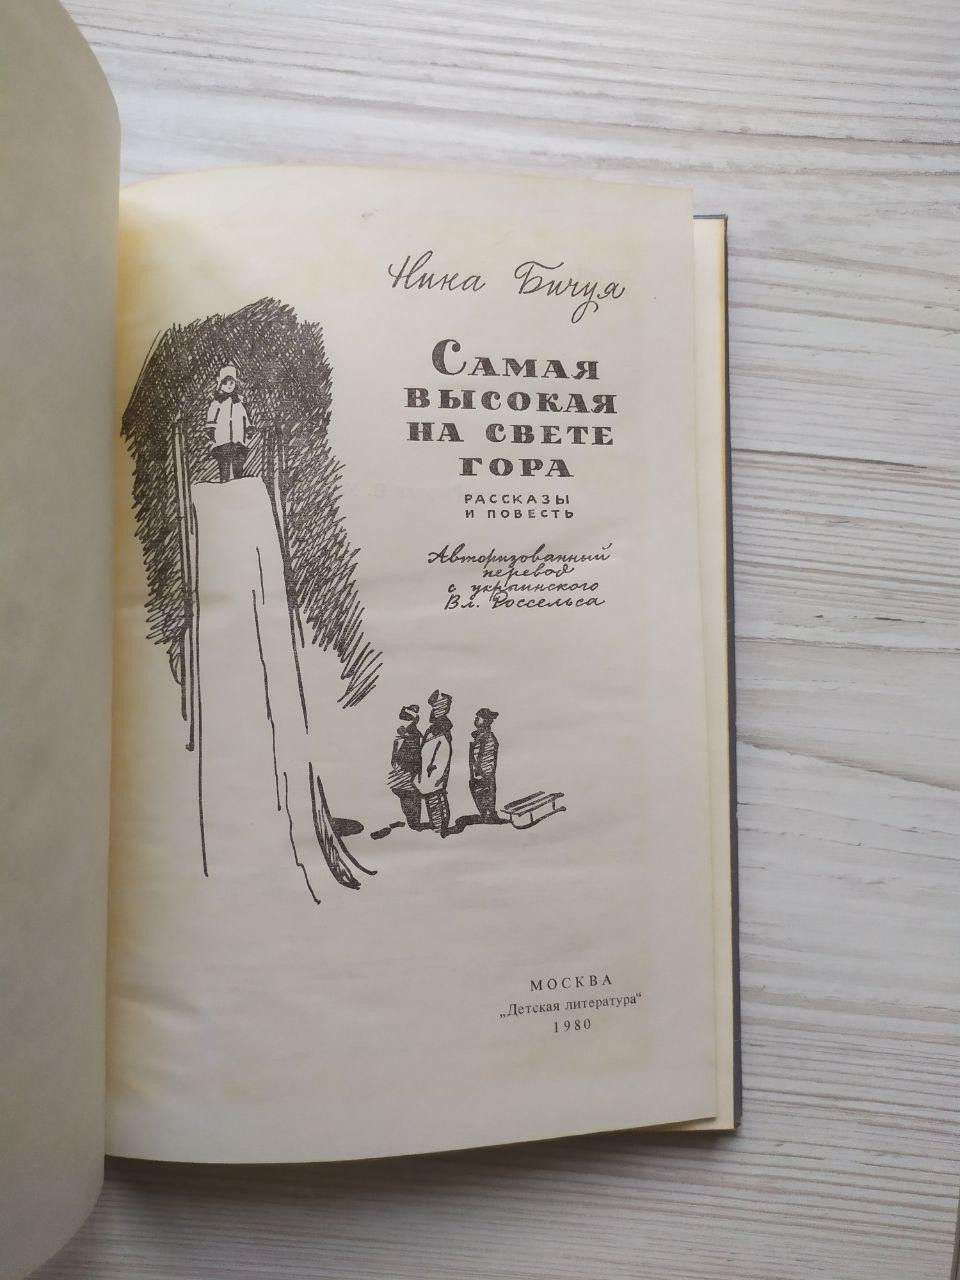 Нина Бичуя
Самая
высокая
на свете
гора
РАССКАЗЫ
И ПОВЕСТЬ
Авторизованный
перевод
с украинского
Вл. Россельса
МОСКВА
„Детская литература“
1980